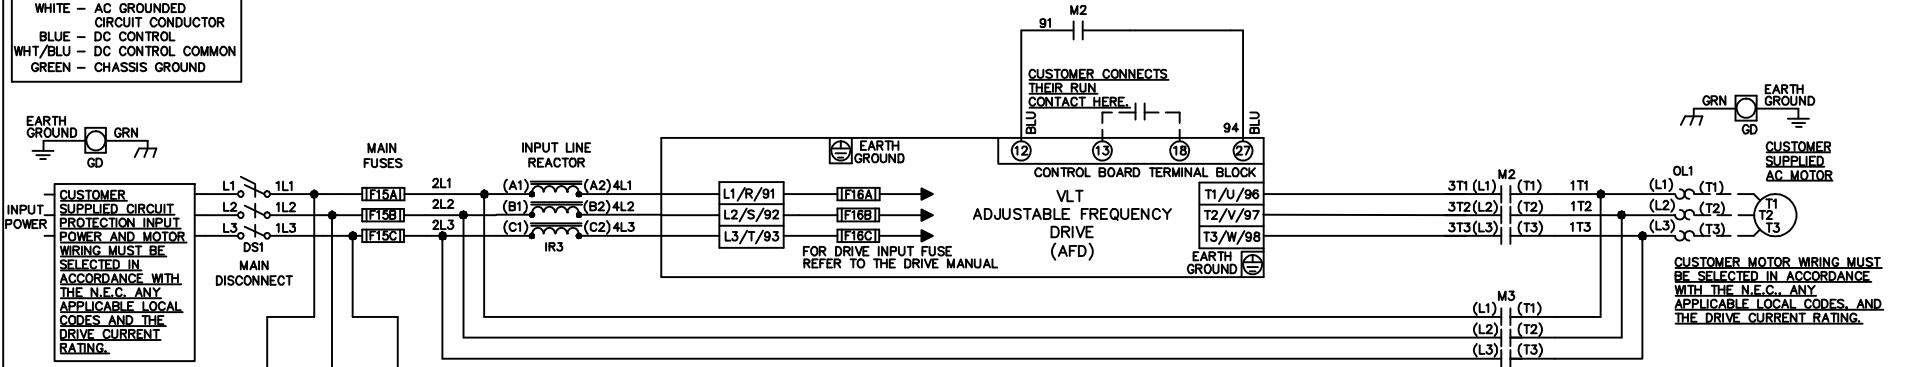 WHITE – AC GROUNDED
CIRCUIT CONDUCTOR
BLUE – DC CONTROL
WHT/BLU – DC CONTROL COMMON
GREEN – CHASSIS GROUND
EARTH
GROUND
GRN
GD
INPUT
POWER
CUSTOMER
SUPPLIED CIRCUIT
PROTECTION INPUT
POWER AND MOTOR
WIRING MUST BE
SELECTED IN
ACCORDANCE WITH
THE N.E.C. ANY
APPLICABLE LOCAL
CODES AND THE
DRIVE CURRENT
RATING.
L1
L2
L3
1L1
1L2
1L3
DS1
MAIN
DISCONNECT
MAIN
FUSES
F15A
F15B
F15C
2L1
2L2
2L3
INPUT LINE
REACTOR
(A1)
(A2)4L1
(B1)
(B2)4L2
(C1)
(C2)4L3
IR3
L1/R/91
L2/S/92
L3/T/93
EARTH
GROUND
F16A
F16B
F16C
FOR DRIVE INPUT FUSE
REFER TO THE DRIVE MANUAL
M2
91
CUSTOMER CONNECTS
THEIR RUN
CONTACT HERE.
BLU
BLU
94
12
13
18
27
CONTROL BOARD TERMINAL BLOCK
VLT
ADJUSTABLE FREQUENCY
DRIVE
(AFD)
T1/U/96
T2/V/97
T3/W/98
EARTH
GROUND
M2
3T1 (L1)
(T1)
1T1
3T2(L2)
(T2)
1T2
3T3(L3)
(T3)
1T3
M3
(L1)
(T1)
(L2)
(T2)
(L3)
(T3)
OL1
(L1)
(T1)
(L2)
(T2)
(L3)
(T3)
T1
T2
T3
GRN
EARTH
GROUND
GD
CUSTOMER
SUPPLIED
AC MOTOR
CUSTOMER MOTOR WIRING MUST
BE SELECTED IN ACCORDANCE
WITH THE N.E.C., ANY
APPLICABLE LOCAL CODES, AND
THE DRIVE CURRENT RATING.